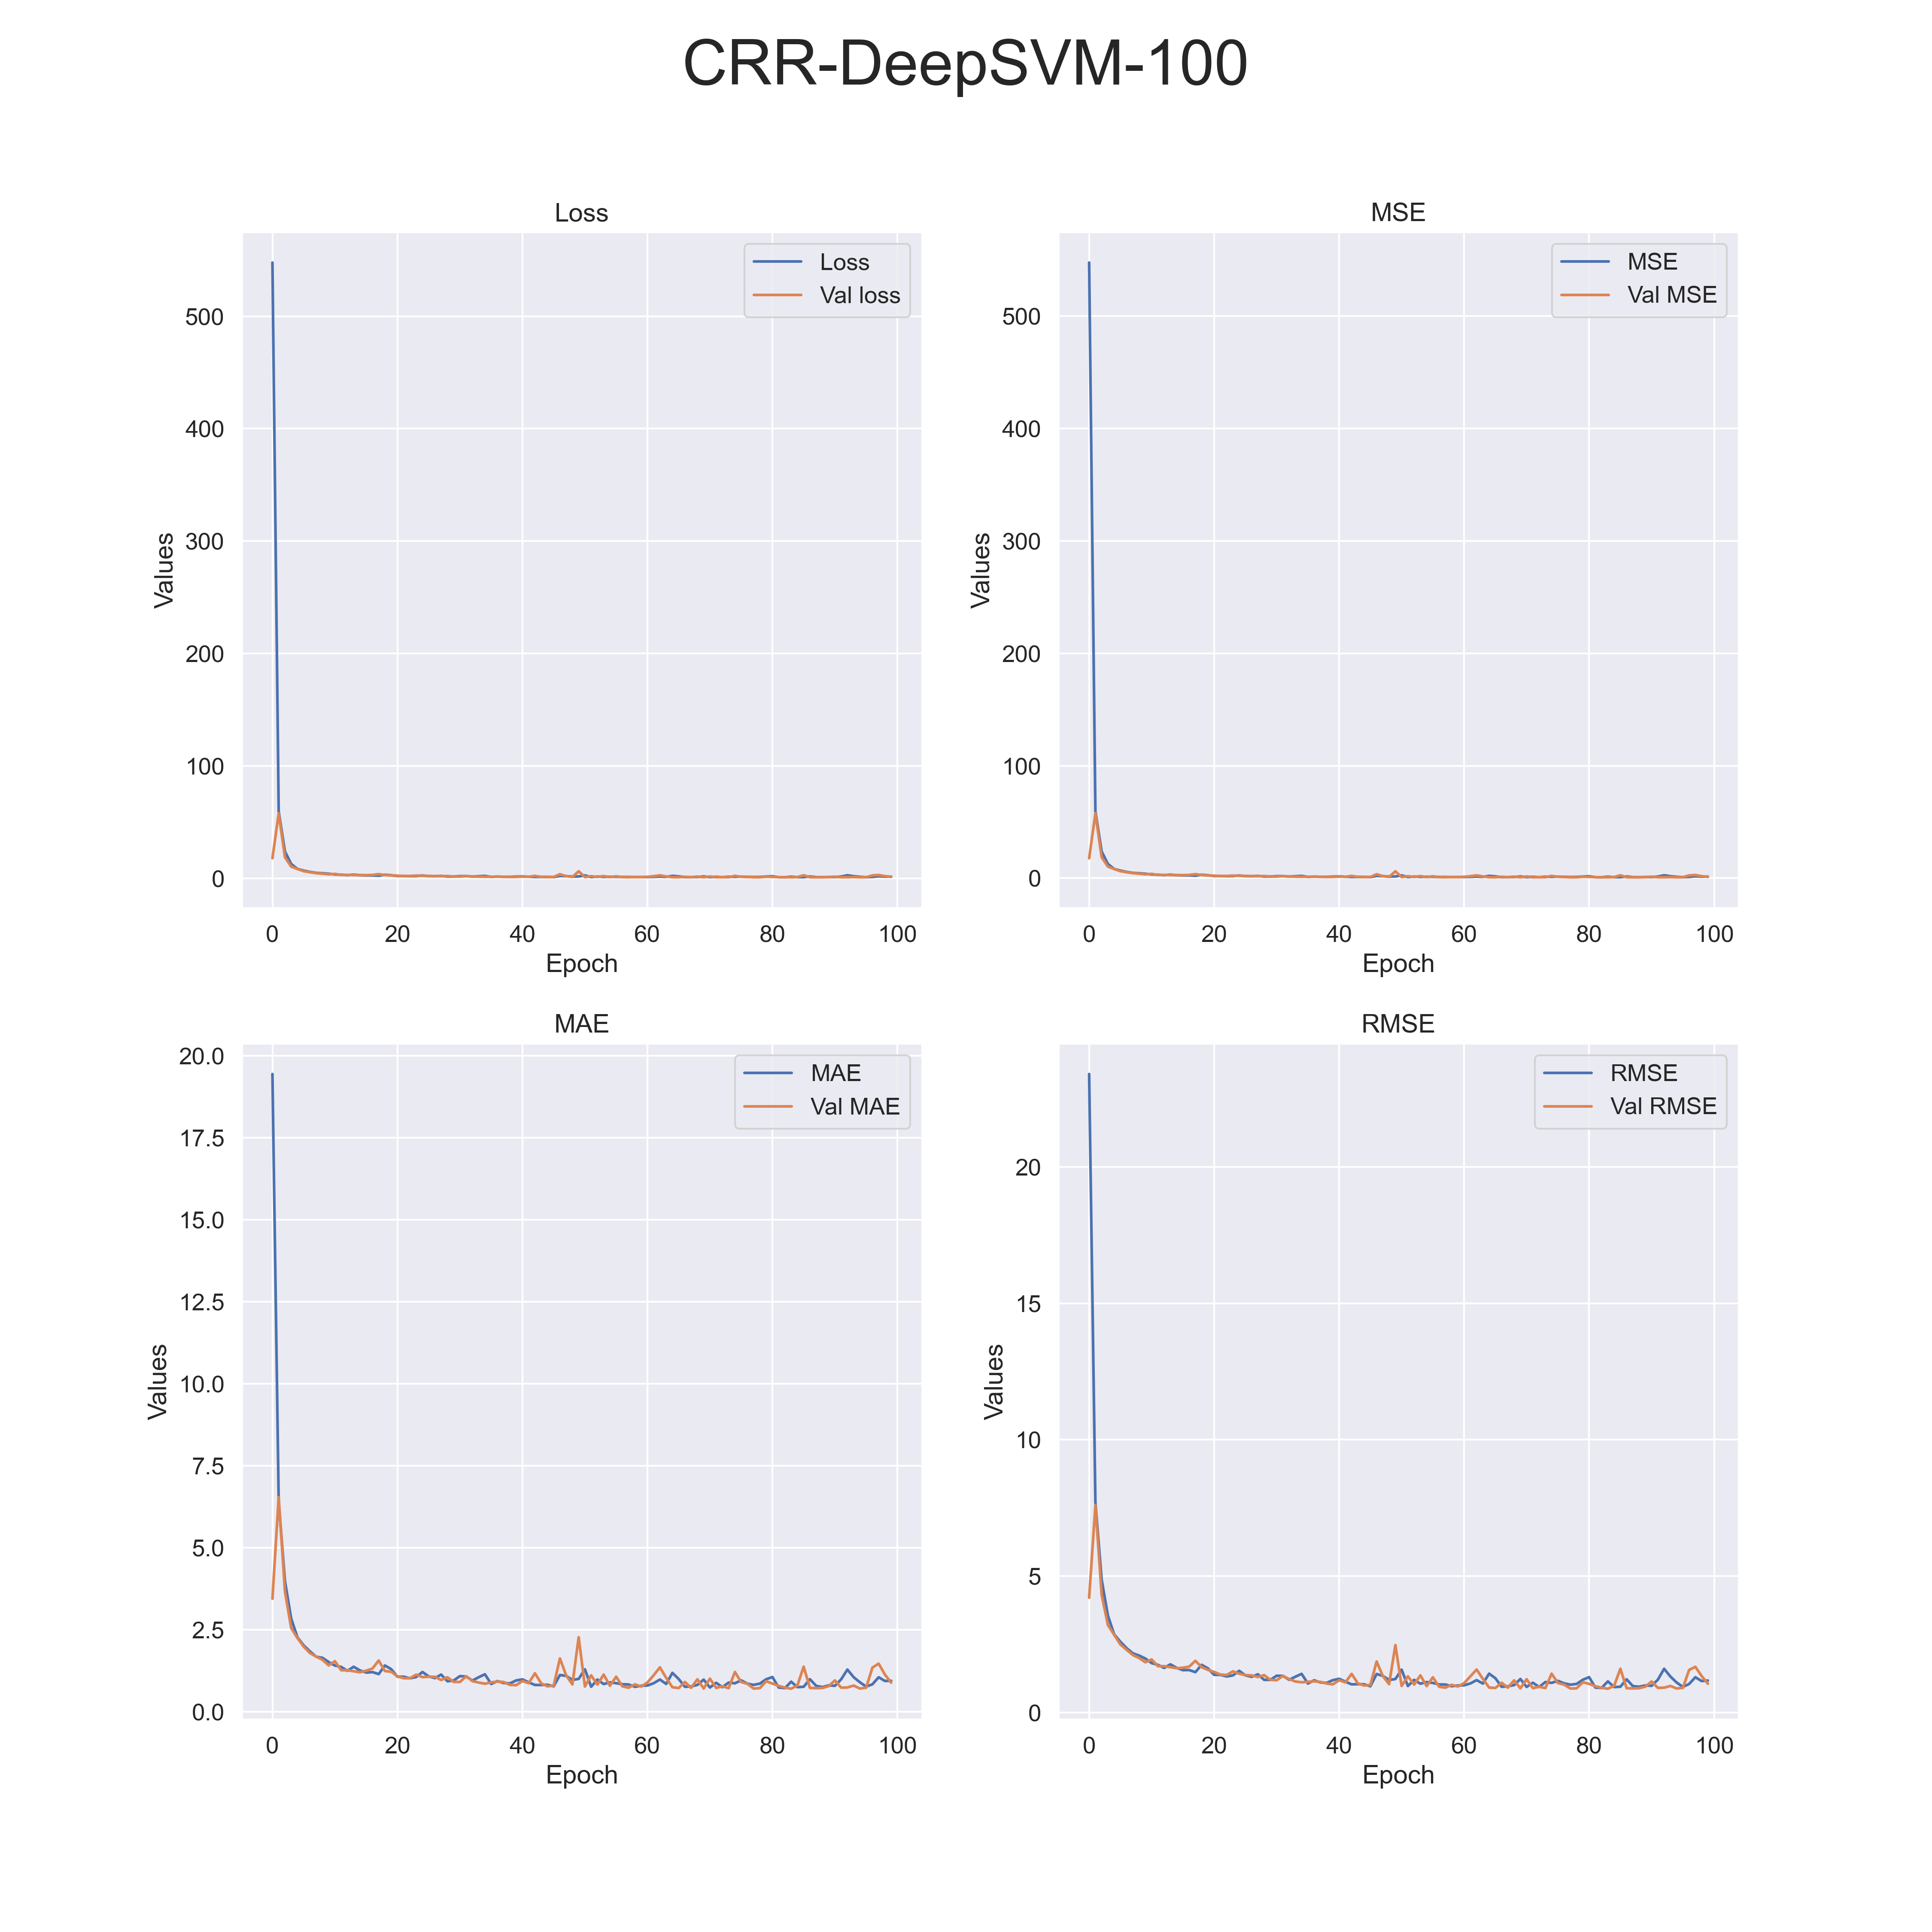 CRR-DeepSVM-100
Loss
Loss
Val loss
Values
500
400
300
200
100
0
0 20 40 60 80 100
Epoch
MSE
MSE
Val MSE
Values
500
400
300
200
100
0
0 20 40 60 80 100
Epoch
MAE
MAE
Val MAE
Values
20.0
17.5
15.0
12.5
10.0
7.5
5.0
2.5
0.0
0 20 40 60 80 100
Epoch
RMSE
RMSE
Val RMSE
Values
20
15
10
5
0
0 20 40 60 80 100
Epoch